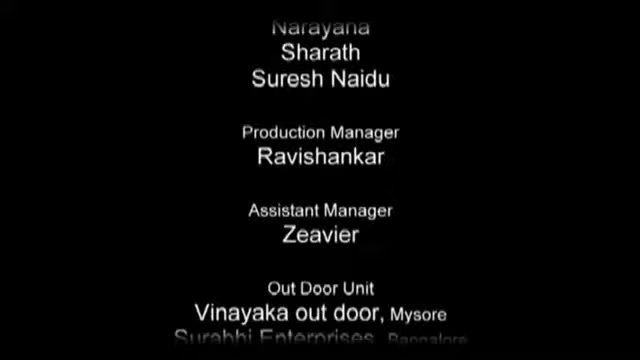 Narayana
Sharath
Suresh Naidu
Production Manager
Ravishankar
Assistant Manager
Zeavier
Out Door Unit
Vinayaka out door, Mysore
Surabhi Enterprises, Bangalore